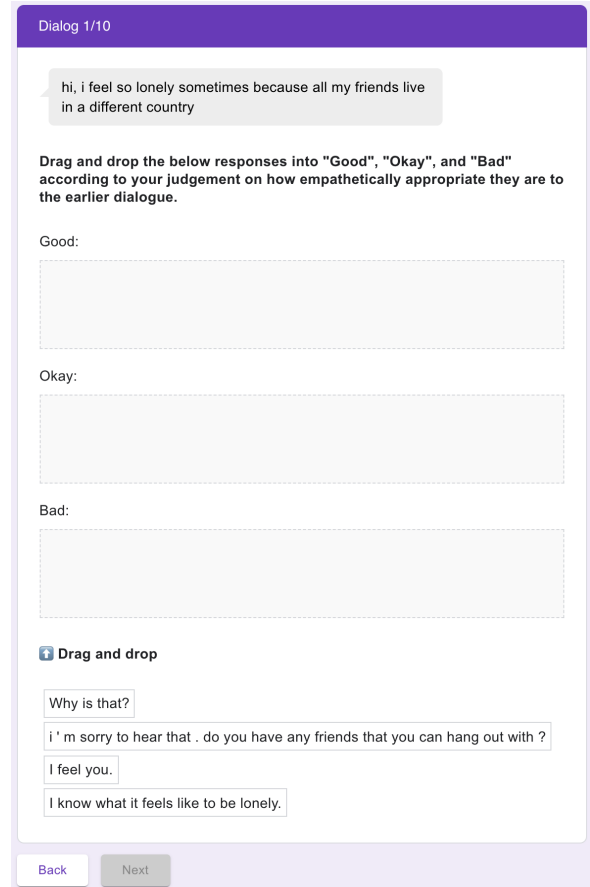 Dialog 1/10
hi, i feel so lonely sometimes because all my friends live
in a different country
Drag and drop the below responses into "Good", "Okay", and "Bad"
according to your judgement on how empathetically appropriate they are to
the earlier dialogue.
Good:
Okay:
Bad:
Drag and drop
Why is that?
i ' m sorry to hear that . do you have any friends that you can hang out with ?
I feel you.
I know what it feels like to be lonely.
Back
Next